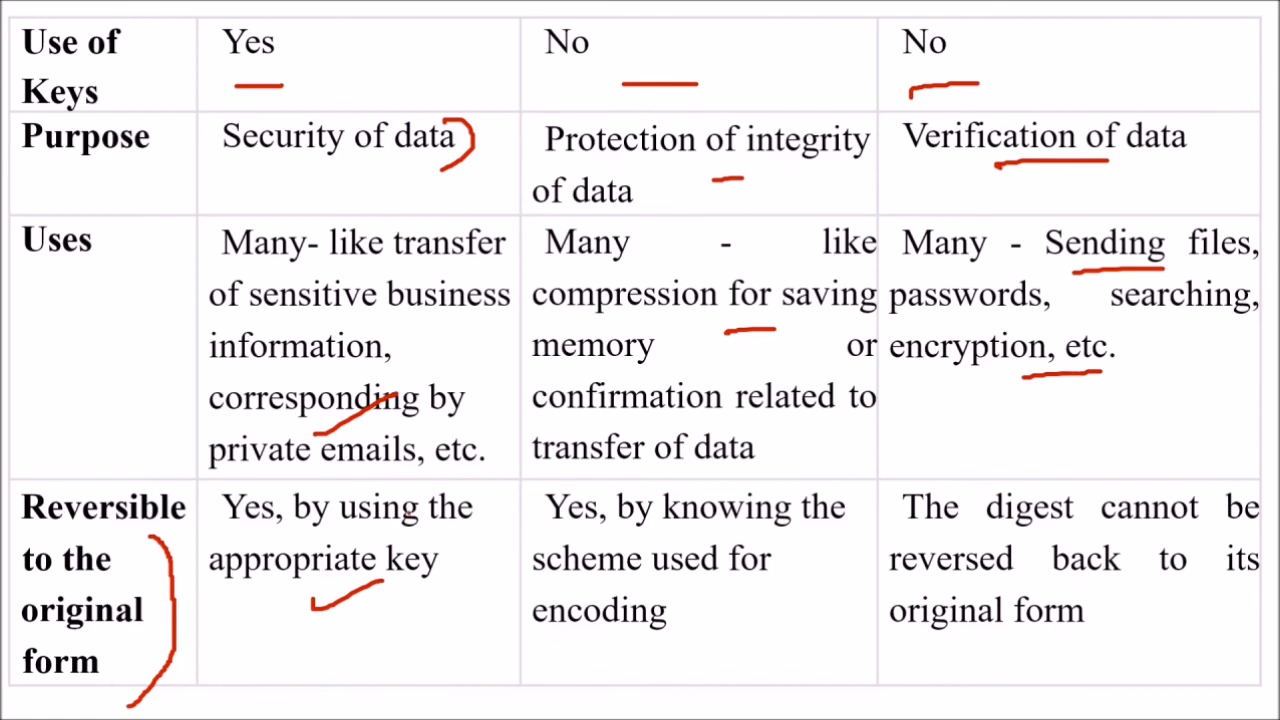 Use of
Keys
Yes
No
No
Purpose
Security of data
Protection of integrity
of data
Verification of data
Uses
Many- like transfer
of sensitive business
information,
corresponding by
private emails, etc.
Many - like
compression for saving
memory or
confirmation related to
transfer of data
Many - Sending files,
passwords, searching,
encryption, etc.
Reversible
to the
original
form
Yes, by using the
appropriate key
Yes, by knowing the
scheme used for
encoding
The digest cannot be
reversed back to its
original form